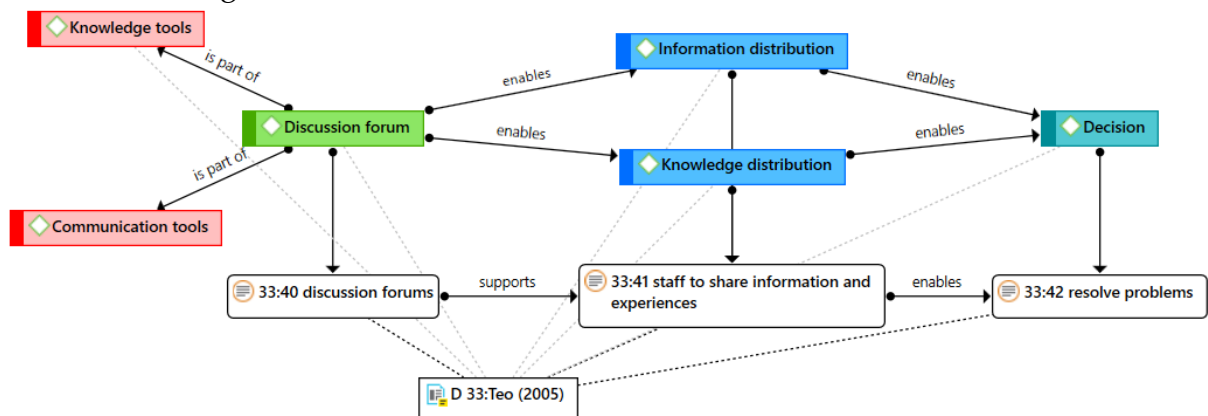 Knowledge tools
is part of
Information distribution
enables
enables
Discussion forum
Decision
enables
enables
is part of
Knowledge distribution
Communication tools
33:40 discussion forums
supports
33:41 staff to share information and
experiences
enables
33:42 resolve problems
D 33:Teo (2005)